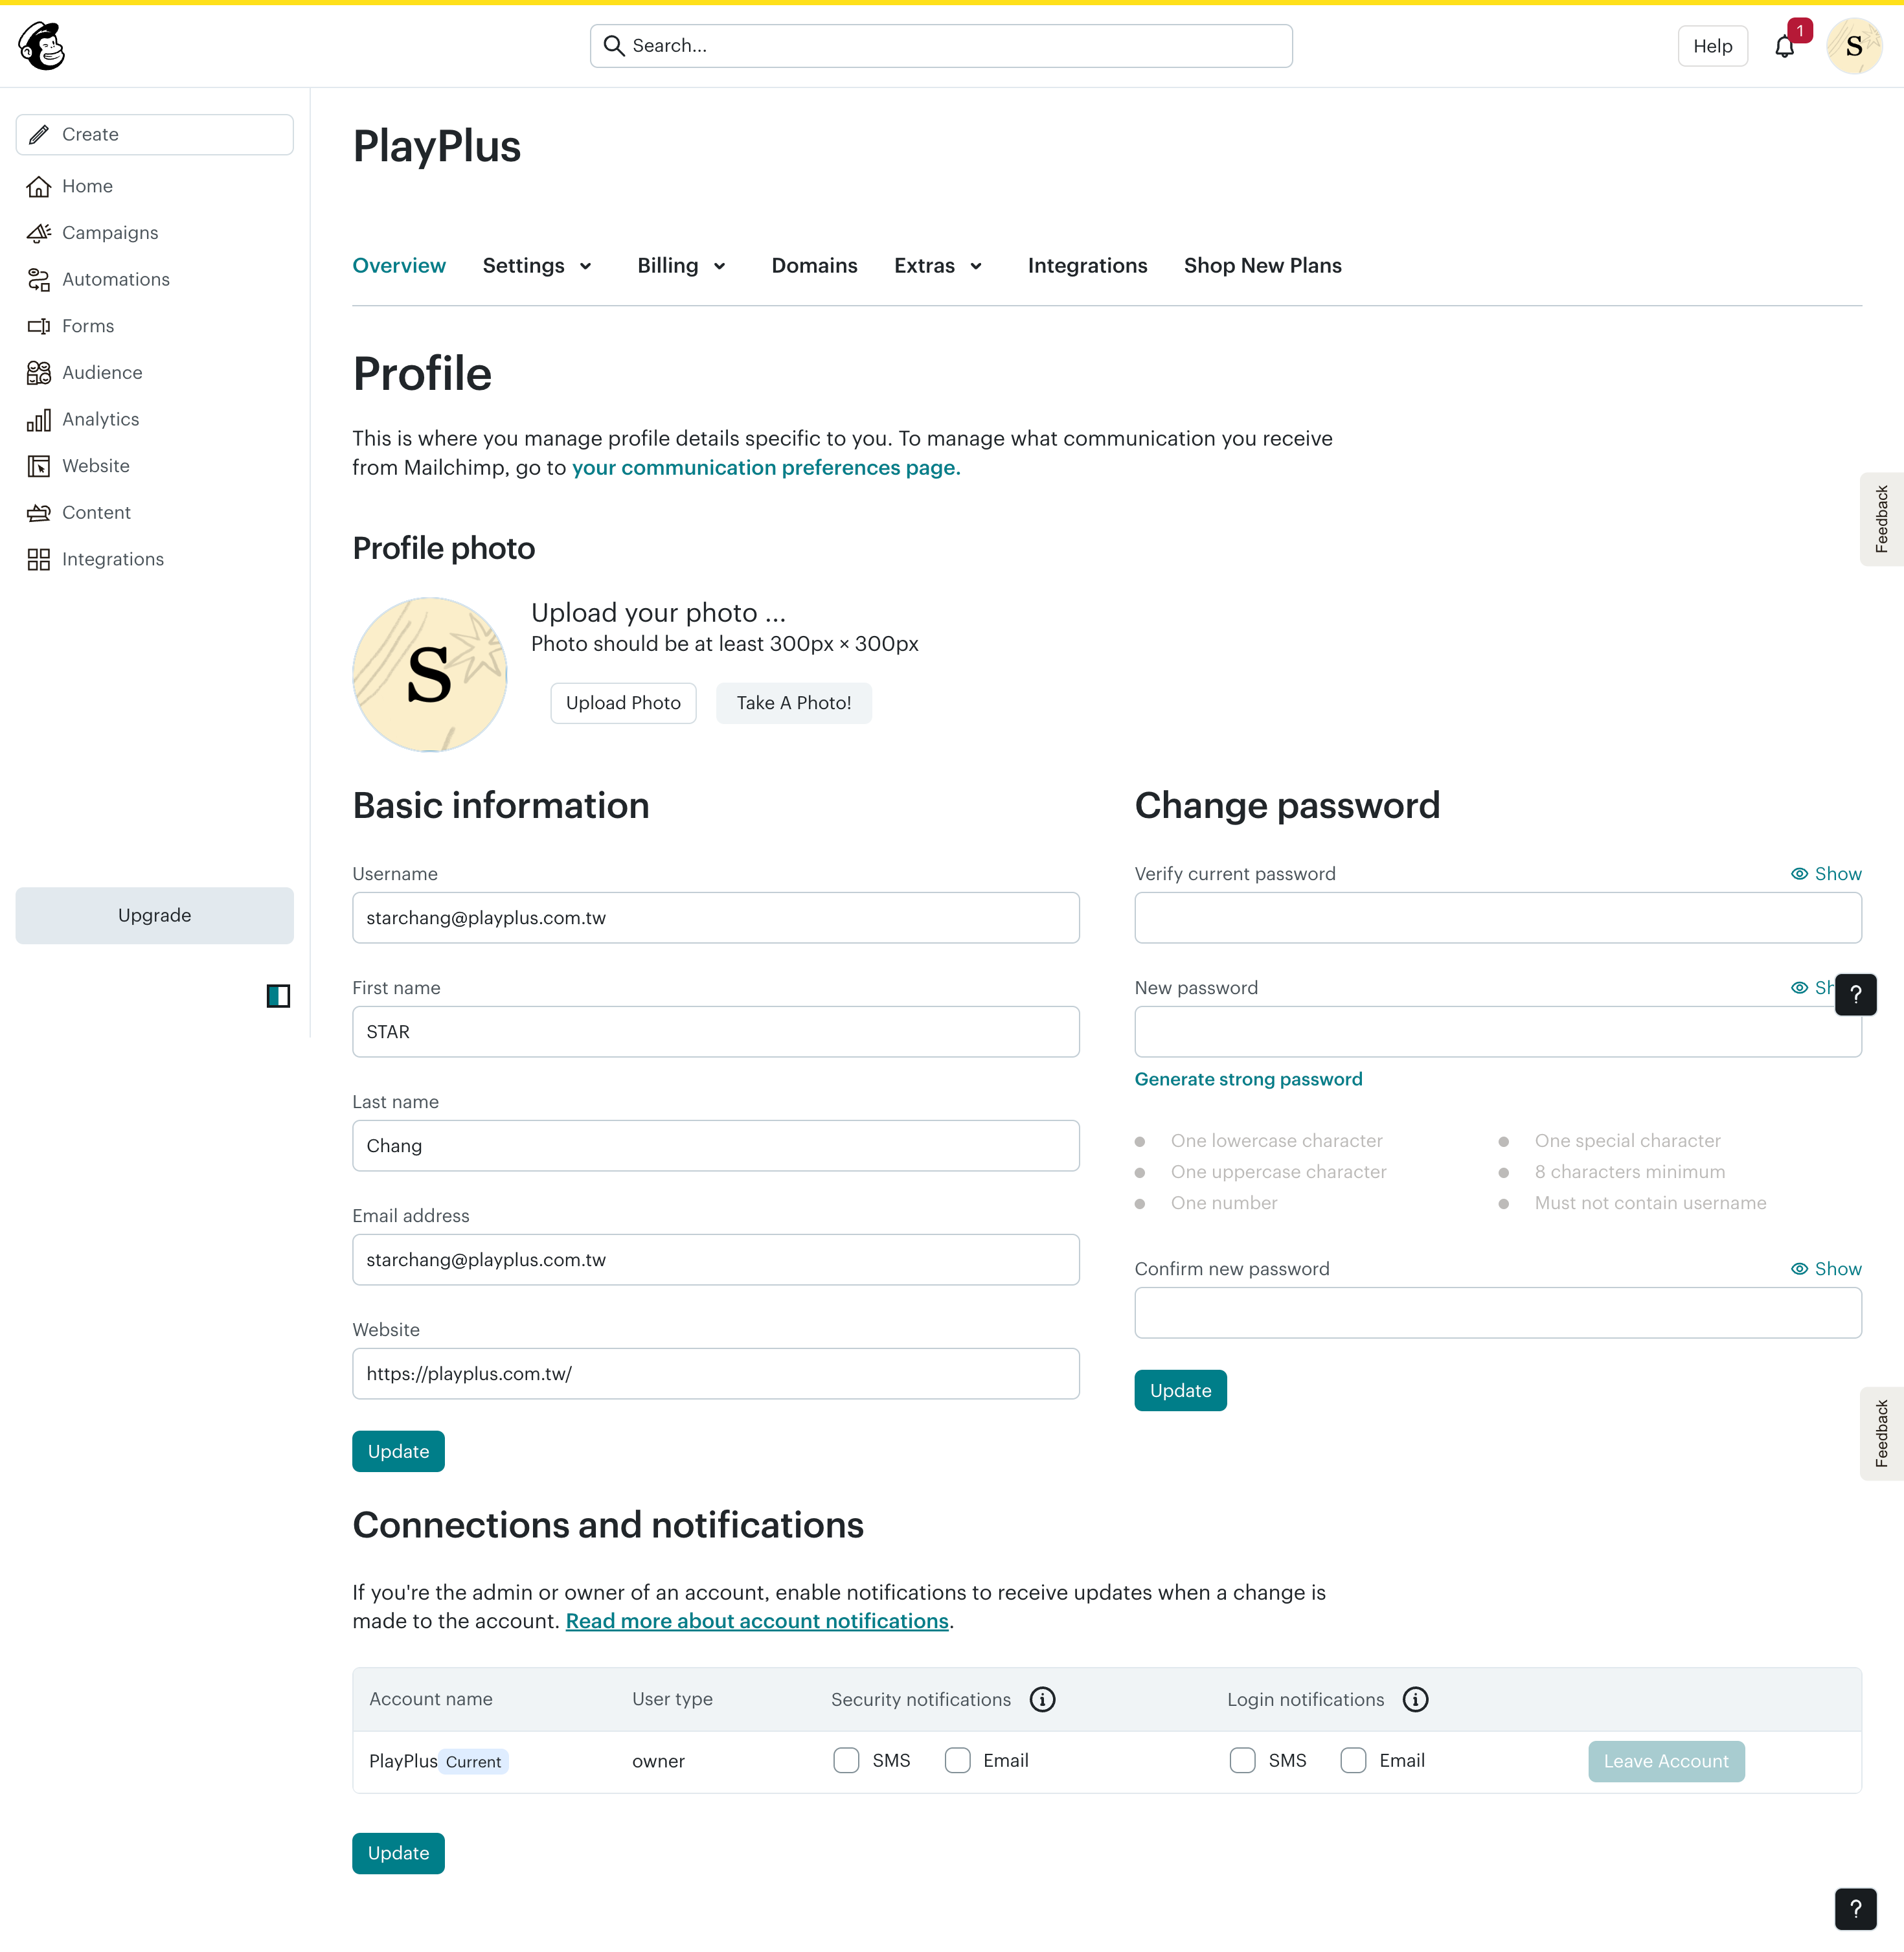 Search...
Help
1
S
Create
Home
Campaigns
Automations
Forms
Audience
Analytics
Website
Content
Integrations
Upgrade
PlayPlus
Overview
Settings
Billing
Domains
Extras
Integrations
Shop New Plans
Profile
This is where you manage profile details specific to you. To manage what communication you receive
from Mailchimp, go to your communication preferences page.
Feedback
Profile photo
S
Upload your photo ...
Photo should be at least 300px × 300px
Upload Photo
Take A Photo!
Basic information
Username
starchang@playplus.com.tw
First name
STAR
Last name
Chang
Email address
starchang@playplus.com.tw
Website
https://playplus.com.tw/
Update
Change password
Verify current password
Show
New password
Sh
?
Generate strong password
One lowercase character
One uppercase character
One number
One special character
8 characters minimum
Must not contain username
Confirm new password
Show
Update
Feedback
Connections and notifications
If you're the admin or owner of an account, enable notifications to receive updates when a change is
made to the account. Read more about account notifications.
Account name
User type
Security notifications
Login notifications
PlayPlus Current
owner
SMS
Email
SMS
Email
Leave Account
Update
?